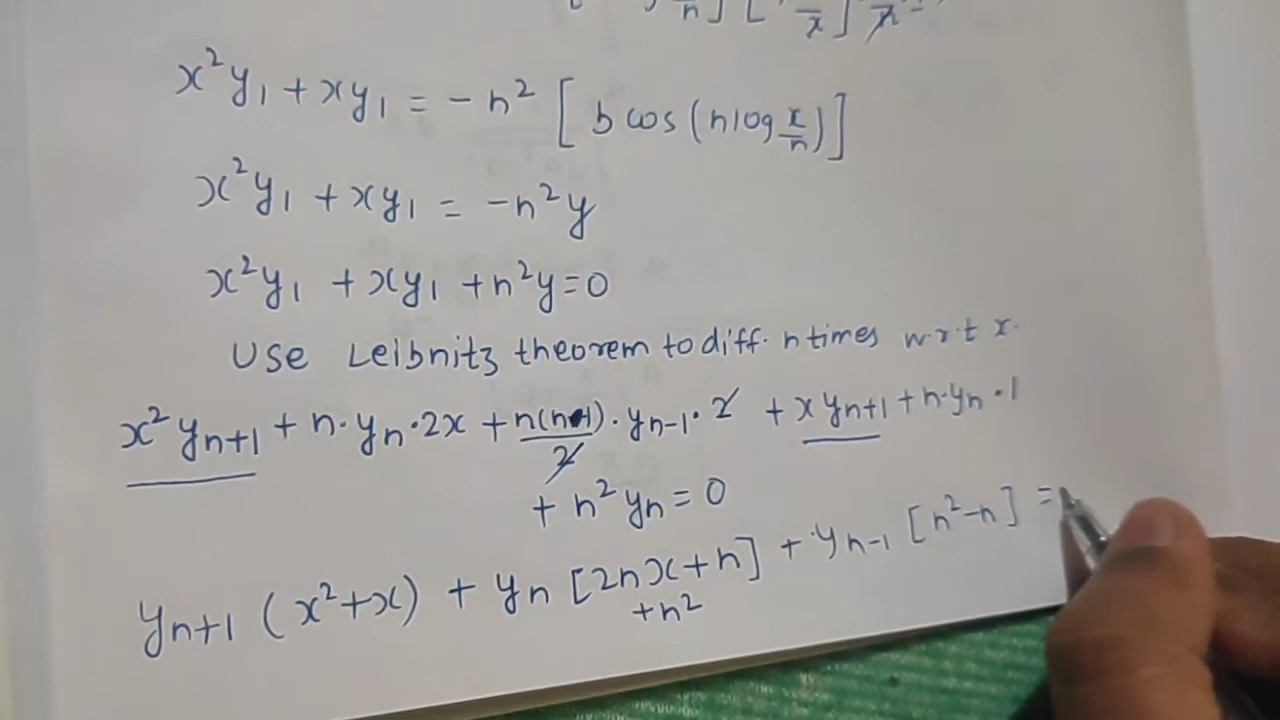 n ] [ x ] x
x²y₁ + xy₁ = -n² [ b cos (n log x/n) ]
x²y₁ + xy₁ = -n²y
x²y₁ + xy₁ + n²y = 0
Use Leibnitz theorem to diff. n times w.r.t x.
x² yₙ₊₁ + n· yₙ·2x + n(n-1)/2 · yₙ₋₁· 2 + x yₙ₊₁ + n·yₙ·1
+ n² yₙ = 0
yₙ₊₁ (x²+x) + yₙ [2nx+n] + yₙ₋₁ [n²-n] =
+n²